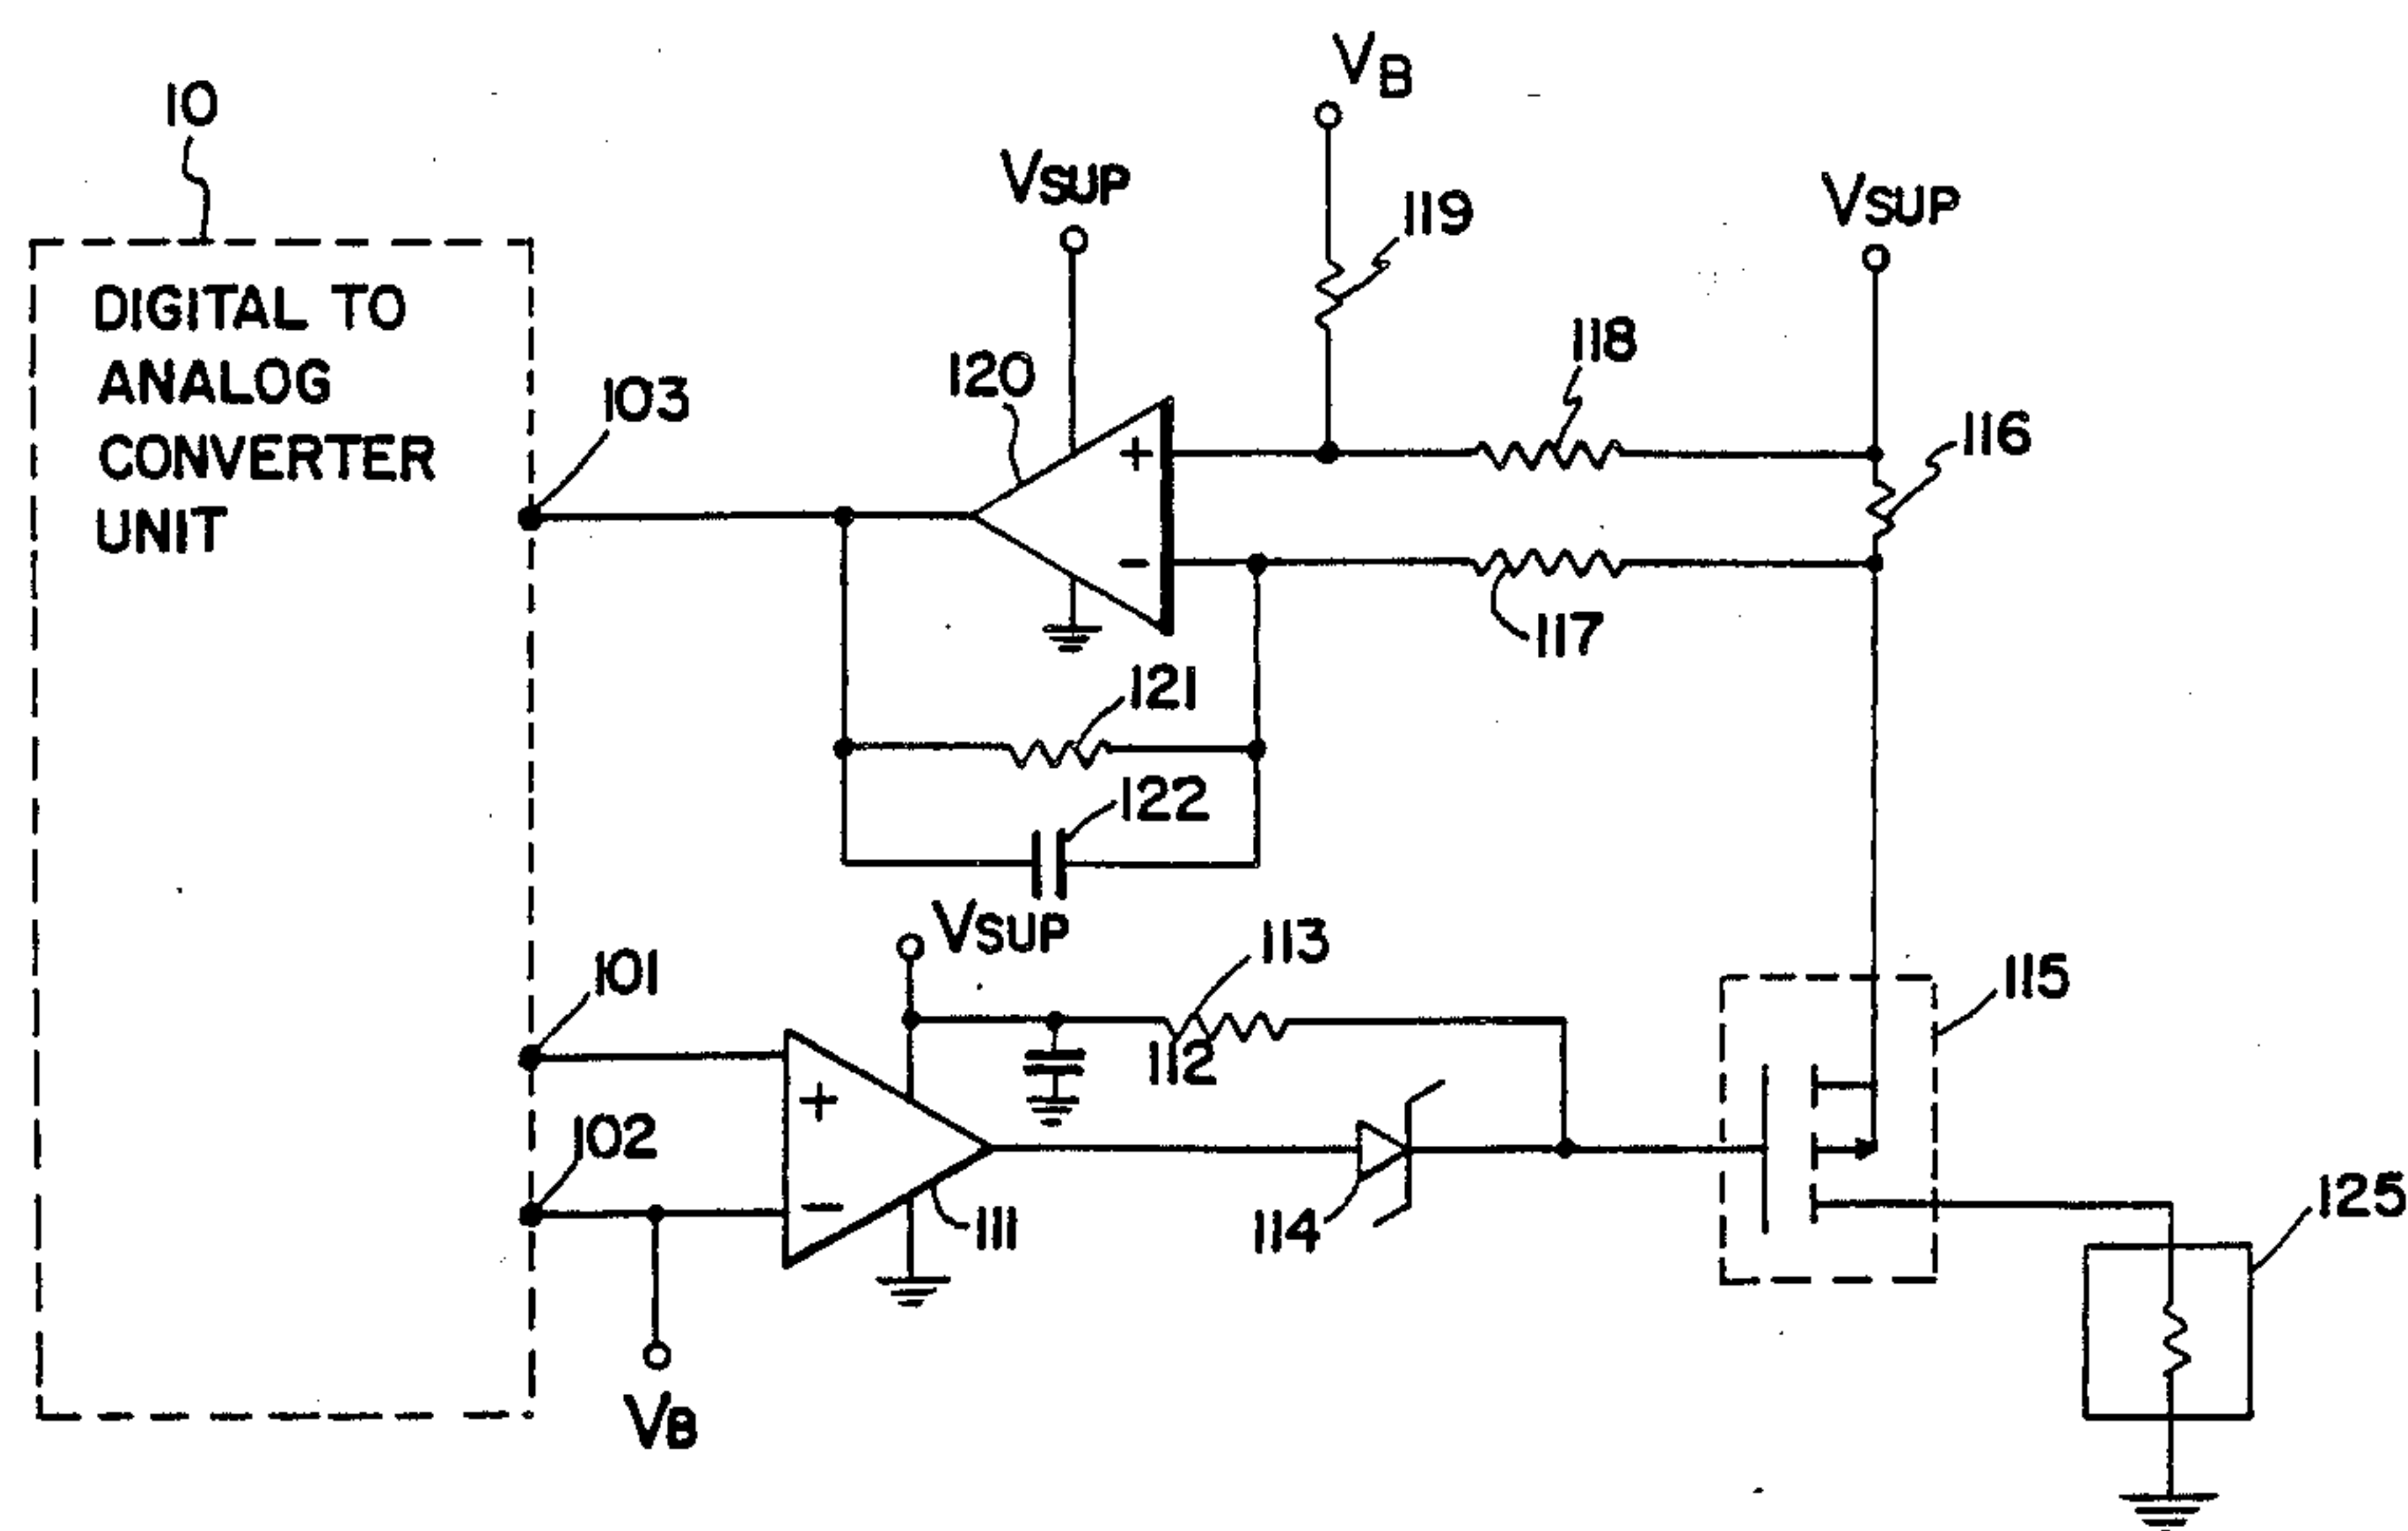 10
DIGITAL TO
ANALOG
CONVERTER
UNIT
VB
VSUP
VSUP
119
118
116
120
103
+
-
117
121
122
VSUP
113
101
115
112
+
102
-
111
114
125
VB